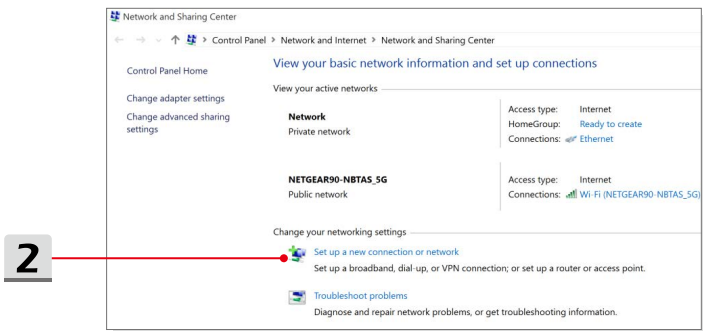 Network and Sharing Center
Control Panel > Network and Internet > Network and Sharing Center
Control Panel Home
Change adapter settings
Change advanced sharing
settings
View your basic network information and set up connections
View your active networks
Network
Private network
Access type: Internet
HomeGroup: Ready to create
Connections: Ethernet
NETGEAR90-NBTAS_5G
Public network
Access type: Internet
Connections: Wi-Fi (NETGEAR90-NBTAS_5G)
Change your networking settings
2
Set up a new connection or network
Set up a broadband, dial-up, or VPN connection; or set up a router or access point.
Troubleshoot problems
Diagnose and repair network problems, or get troubleshooting information.